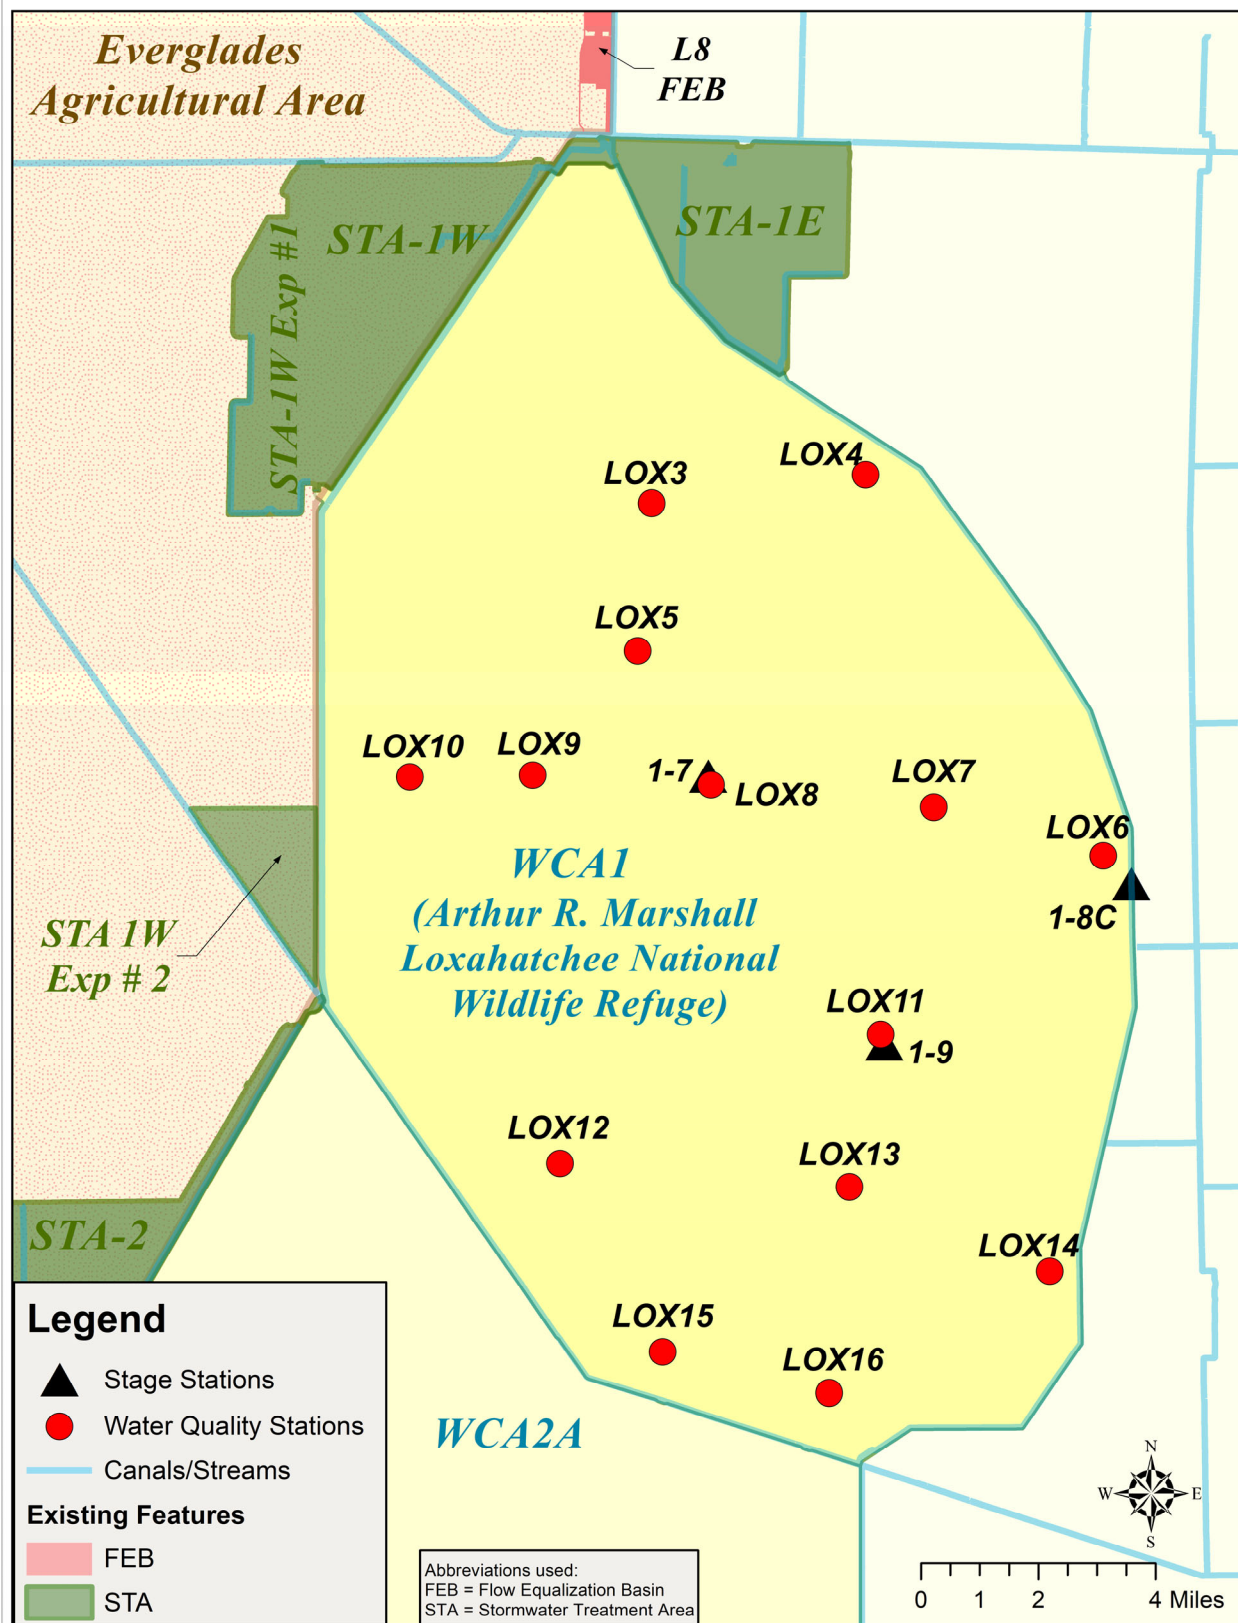 Everglades
Agricultural Area
L8
FEB
STA-1W
STA-1E
STA-1W Exp #1
LOX4
LOX3
LOX5
LOX10
LOX9
1-7
LOX8
LOX7
LOX6
1-8C
WCA1
(Arthur R. Marshall
Loxahatchee National
Wildlife Refuge)
STA 1W
Exp # 2
LOX11
1-9
LOX12
LOX13
STA-2
LOX14
LOX15
LOX16
WCA2A
Legend
Stage Stations
Water Quality Stations
Canals/Streams
Existing Features
FEB
STA
Abbreviations used:
FEB = Flow Equalization Basin
STA = Stormwater Treatment Area
N
W E
S
0 1 2 4 Miles